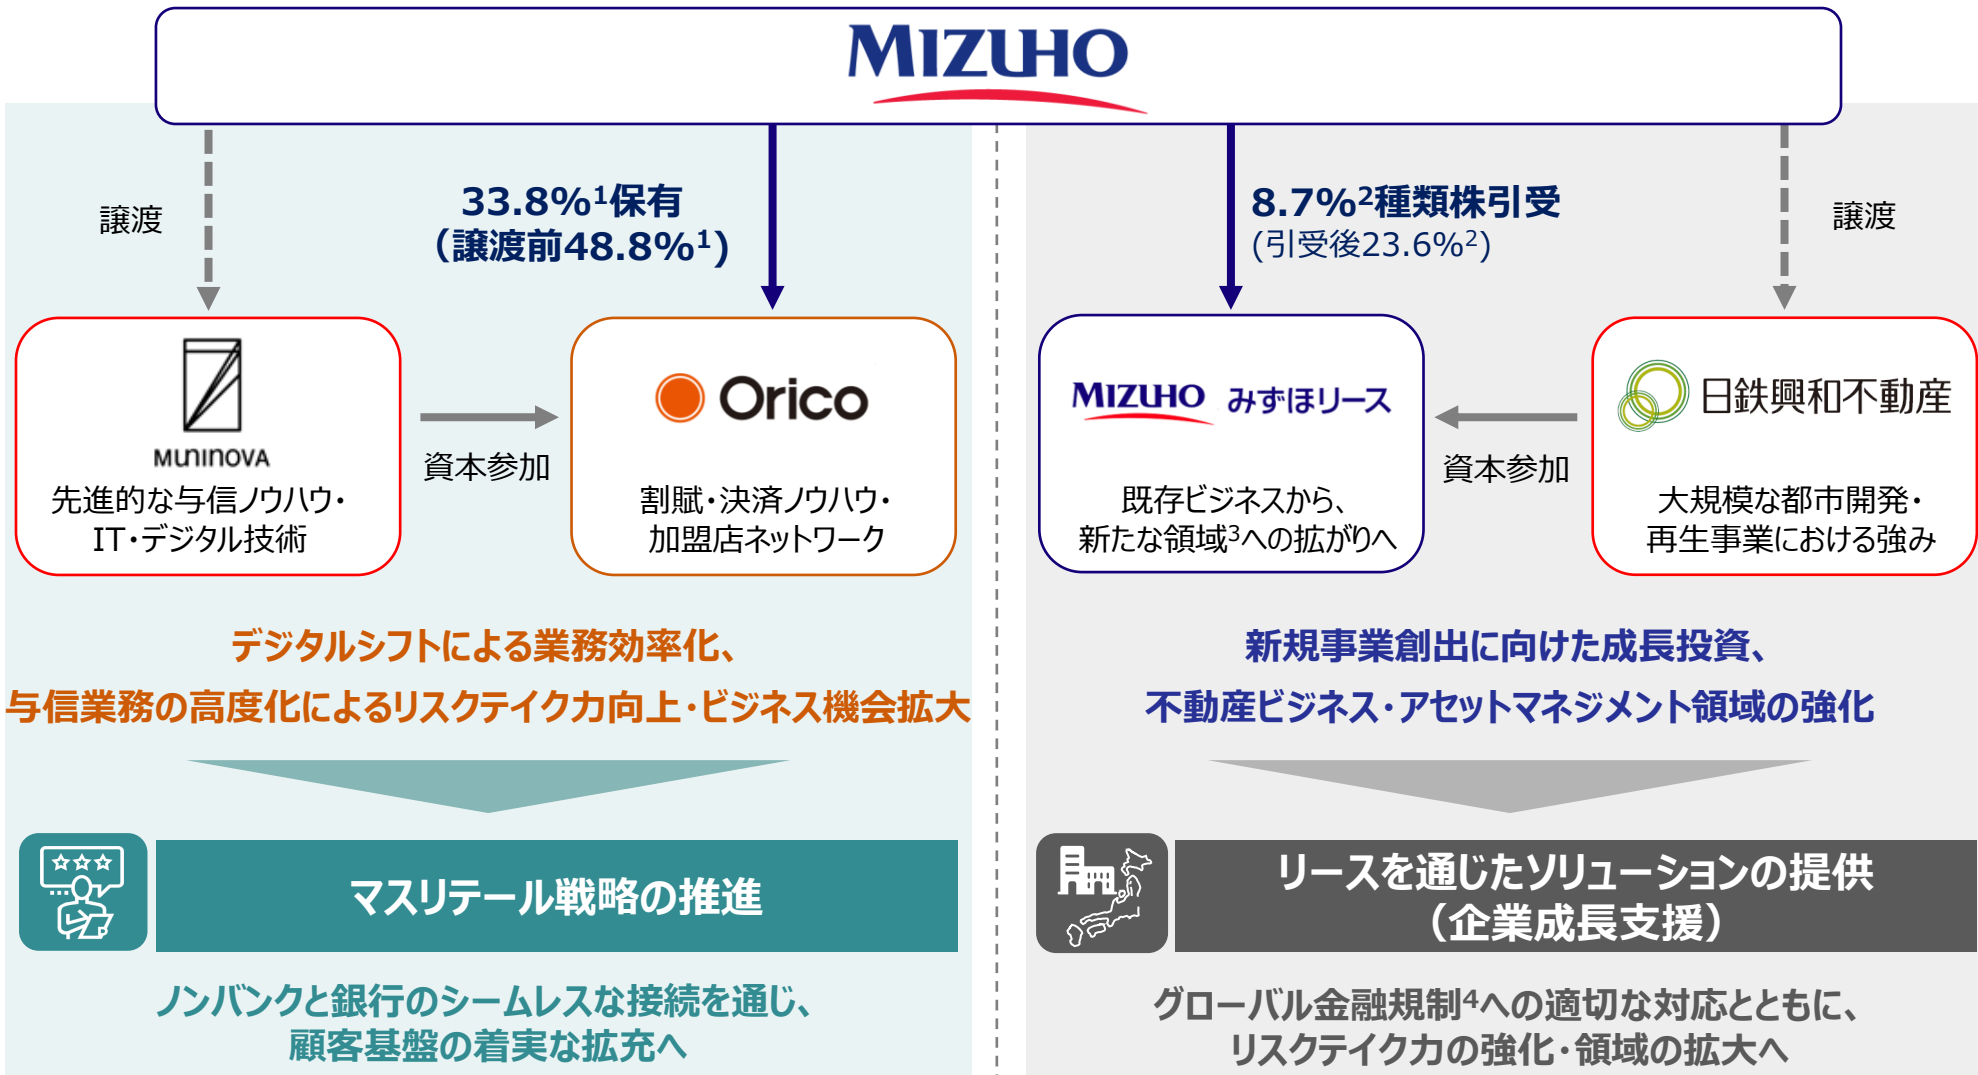 MIZUHO
譲渡
33.8%¹保有
（譲渡前48.8%¹）
MUNINOVA
先進的な与信ノウハウ・
IT・デジタル技術
資本参加
Orico
割賦・決済ノウハウ・
加盟店ネットワーク
デジタルシフトによる業務効率化、
与信業務の高度化によるリスクテイク力向上・ビジネス機会拡大
マスリテール戦略の推進
ノンバンクと銀行のシームレスな接続を通じ、
顧客基盤の着実な拡充へ
8.7%²種類株引受
(引受後23.6%²)
譲渡
MIZUHO みずほリース
既存ビジネスから、
新たな領域³への拡がりへ
資本参加
日鉄興和不動産
大規模な都市開発・
再生事業における強み
新規事業創出に向けた成長投資、
不動産ビジネス・アセットマネジメント領域の強化
リースを通じたソリューションの提供
（企業成長支援）
グローバル金融規制⁴への適切な対応とともに、
リスクテイク力の強化・領域の拡大へ